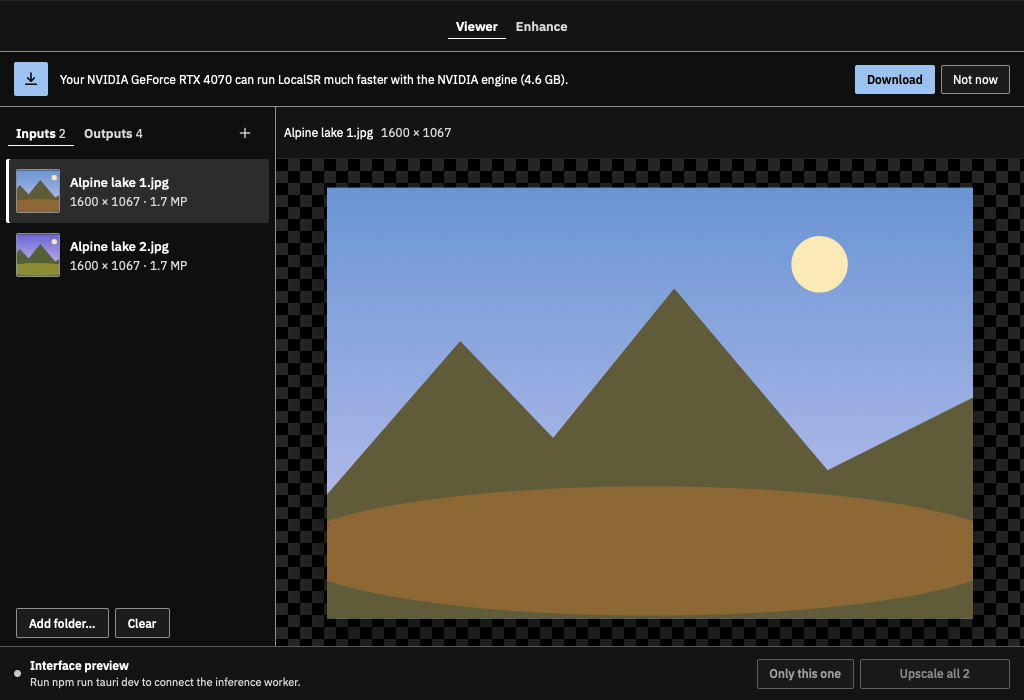 Viewer Enhance
Your NVIDIA GeForce RTX 4070 can run LocalSR much faster with the NVIDIA engine (4.6 GB).
Download Not now
Inputs 2 Outputs 4
Alpine lake 1.jpg 1600 × 1067
Alpine lake 1.jpg
1600 × 1067 · 1.7 MP
Alpine lake 2.jpg
1600 × 1067 · 1.7 MP
Add folder... Clear
Interface preview
Run npm run tauri dev to connect the inference worker.
Only this one Upscale all 2